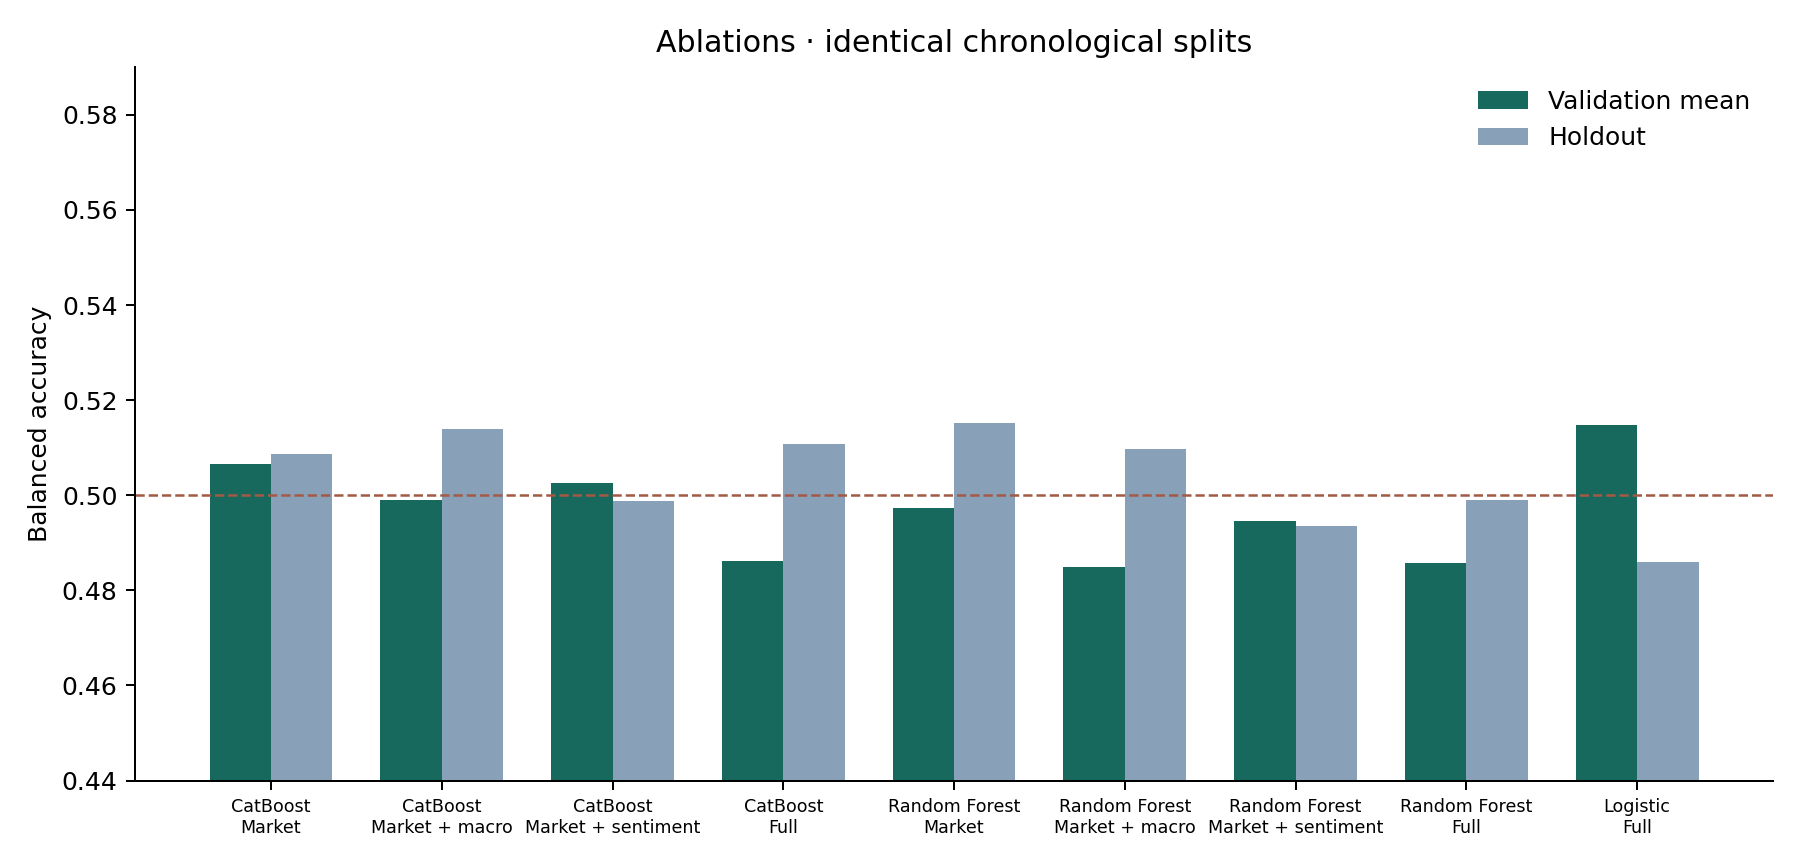 Ablations · identical chronological splits
Validation mean
Holdout
Balanced accuracy
0.58
0.56
0.54
0.52
0.50
0.48
0.46
0.44
CatBoost
Market
CatBoost
Market + macro
CatBoost
Market + sentiment
CatBoost
Full
Random Forest
Market
Random Forest
Market + macro
Random Forest
Market + sentiment
Random Forest
Full
Logistic
Full